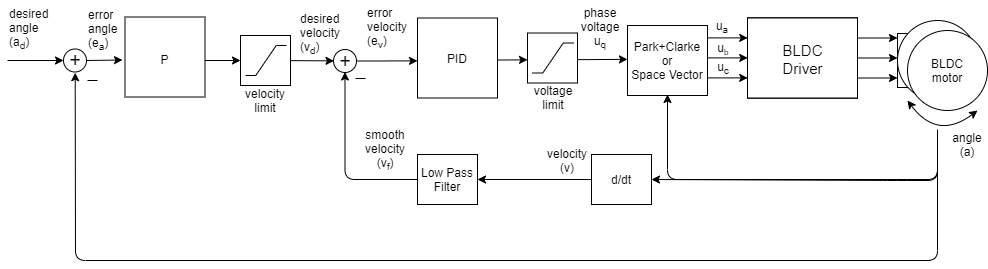 desired
angle
(a_d)
error
angle
(e_a)
P
velocity
limit
desired
velocity
(v_d)
error
velocity
(e_v)
PID
voltage
limit
phase
voltage
u_q
Park+Clarke
or
Space Vector
u_a
u_b
u_c
BLDC
Driver
BLDC
motor
angle
(a)
smooth
velocity
(v_f)
Low Pass
Filter
velocity
(v)
d/dt
+
−
+
−